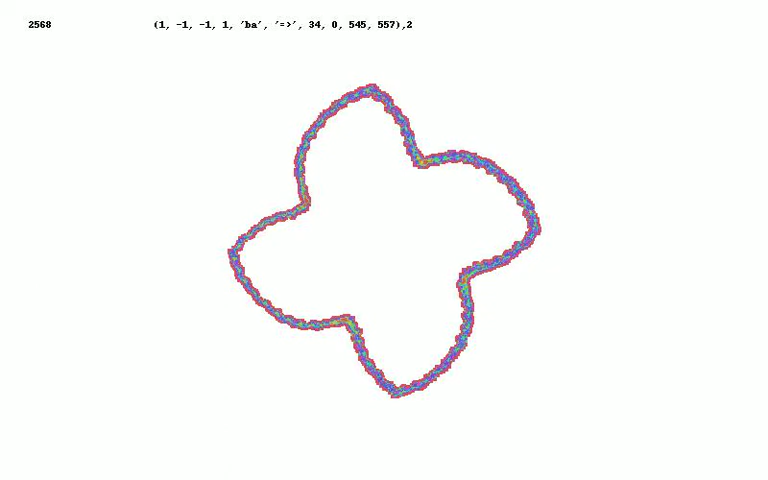 2568 (1, -1, -1, 1, 'ba', '=>', 34, 0, 545, 557),2